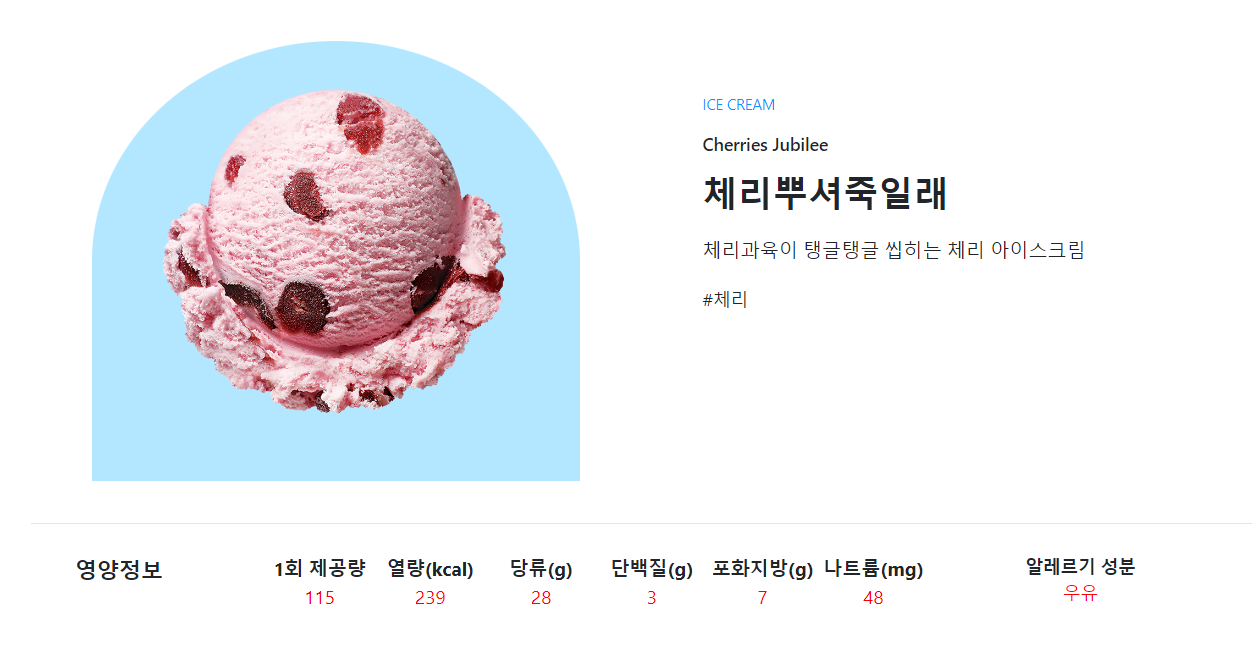 ICE CREAM
Cherries Jubilee
체리뿌셔죽일래
체리과육이 탱글탱글 씹히는 체리 아이스크림
#체리
영양정보
1회 제공량 열량(kcal) 당류(g) 단백질(g) 포화지방(g) 나트륨(mg) 알레르기 성분
115 239 28 3 7 48 우유